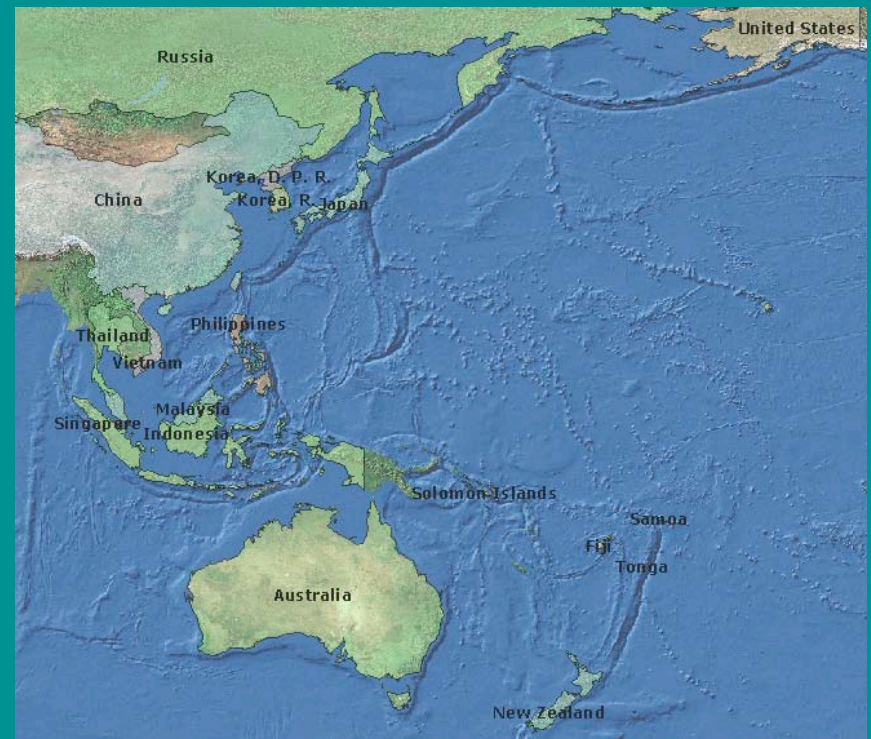 United States
Russia
Korea, D. P. R.
China
Korea, R.
Japan
Philippines
Thailand
Vietnam
Malaysia
Singapore
Indonesia
Solomon Islands
Samoa
Fiji
Tonga
Australia
New Zealand